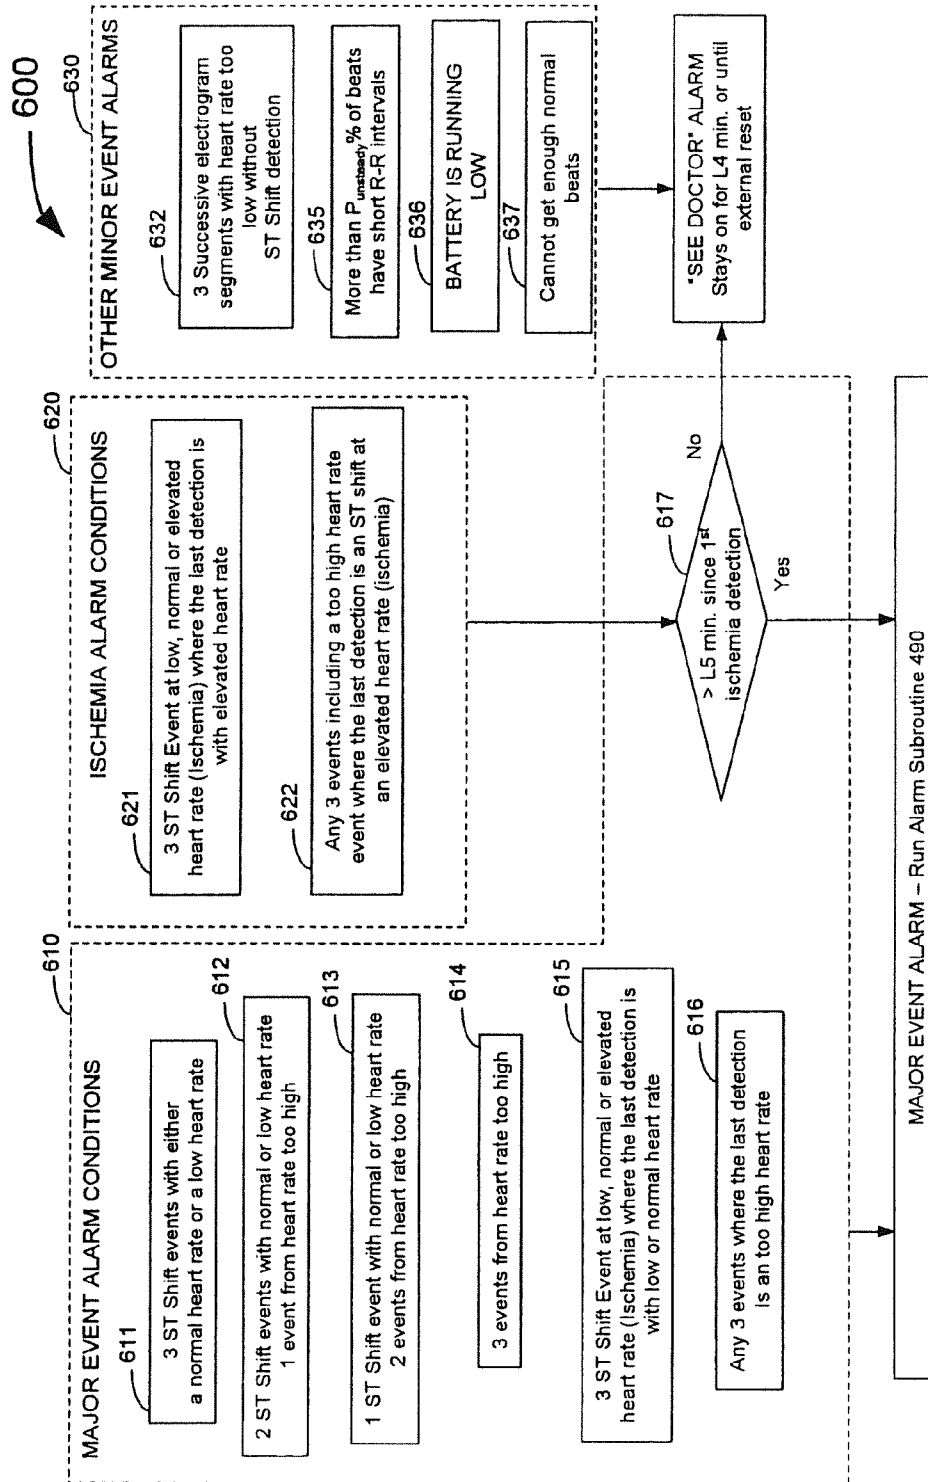 600
610
MAJOR EVENT ALARM CONDITIONS
611
3 ST Shift events with either
a normal heart rate or a low heart rate
612
2 ST Shift events with normal or low heart rate
1 event from heart rate too high
613
1 ST Shift event with normal or low heart rate
2 events from heart rate too high
614
3 events from heart rate too high
615
3 ST Shift Event at low, normal or elevated
heart rate (Ischemia) where the last detection is
with low or normal heart rate
616
Any 3 events where the last detection
is an too high heart rate
620
ISCHEMIA ALARM CONDITIONS
621
3 ST Shift Event at low, normal or elevated
heart rate (Ischemia) where the last detection is
with elevated heart rate
622
Any 3 events including a too high heart rate
event where the last detection is an ST shift at
an elevated heart rate (ischemia)
617
> L5 min. since 1st
ischemia detection
No
Yes
630
OTHER MINOR EVENT ALARMS
632
3 Successive electrogram
segments with heart rate too
low without
ST Shift detection
635
More than Punsteady% of beats
have short R-R intervals
636
BATTERY IS RUNNING
LOW
637
Cannot get enough normal
beats
"SEE DOCTOR" ALARM
Stays on for L4 min. or until
external reset
MAJOR EVENT ALARM – Run Alarm Subroutine 490